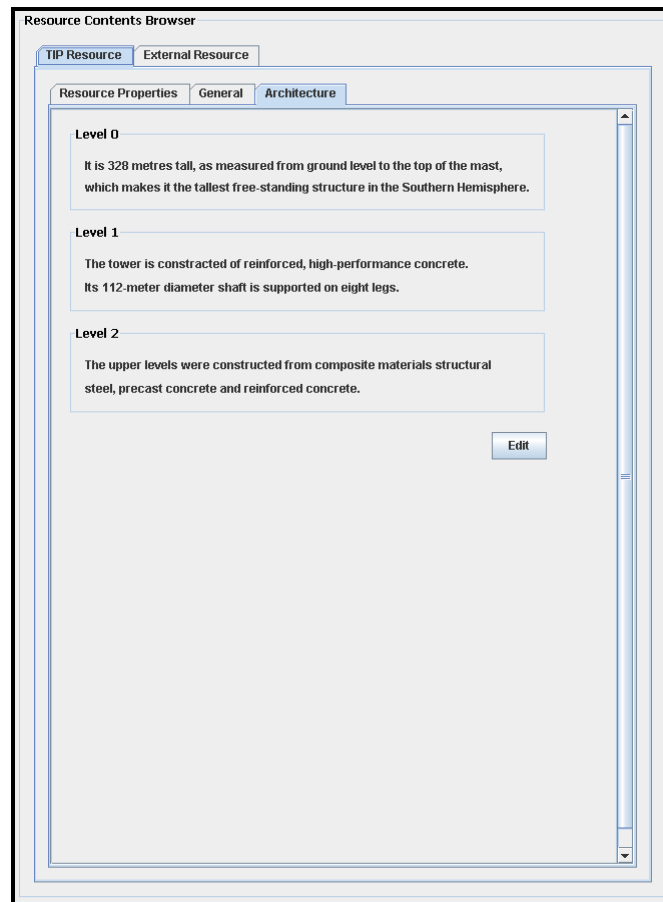 Resource Contents Browser
TIP Resource External Resource
Resource Properties General Architecture
Level 0
It is 328 metres tall, as measured from ground level to the top of the mast,
which makes it the tallest free-standing structure in the Southern Hemisphere.
Level 1
The tower is constracted of reinforced, high-performance concrete.
Its 112-meter diameter shaft is supported on eight legs.
Level 2
The upper levels were constructed from composite materials structural
steel, precast concrete and reinforced concrete.
Edit